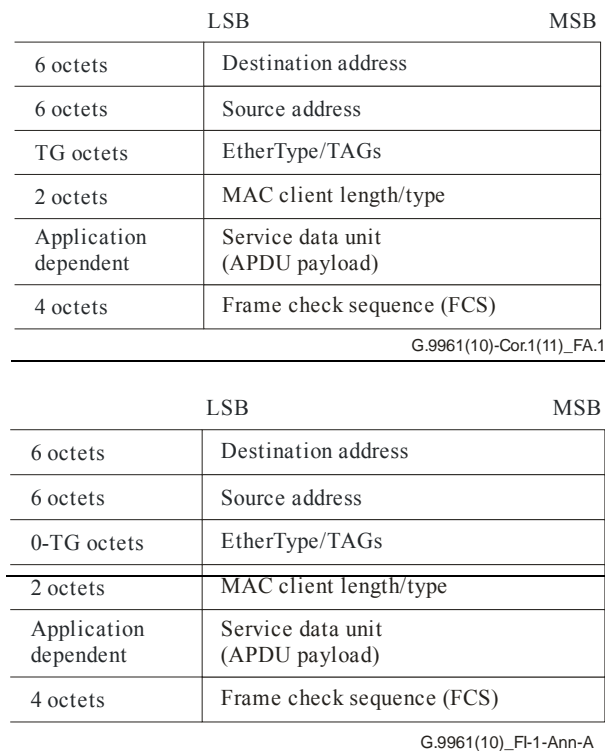 LSB MSB
6 octets Destination address
6 octets Source address
TG octets EtherType/TAGs
2 octets MAC client length/type
Application Service data unit
dependent (APDU payload)
4 octets Frame check sequence (FCS)
G.9961(10)-Cor.1(11)_FA.1
LSB MSB
6 octets Destination address
6 octets Source address
0-TG octets EtherType/TAGs
2 octets MAC client length/type
Application Service data unit
dependent (APDU payload)
4 octets Frame check sequence (FCS)
G.9961(10)_FI-1-Ann-A